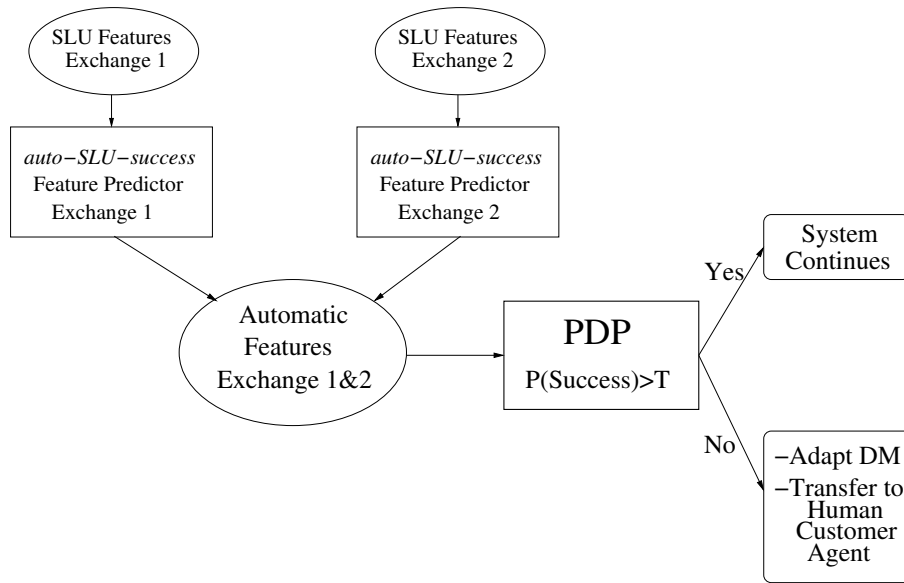 SLU Features
Exchange 1
SLU Features
Exchange 2
auto−SLU−success
Feature Predictor
Exchange 1
auto−SLU−success
Feature Predictor
Exchange 2
Automatic
Features
Exchange 1&2
PDP
P(Success)>T
Yes
System
Continues
No
−Adapt DM
−Transfer to
Human
Customer
Agent